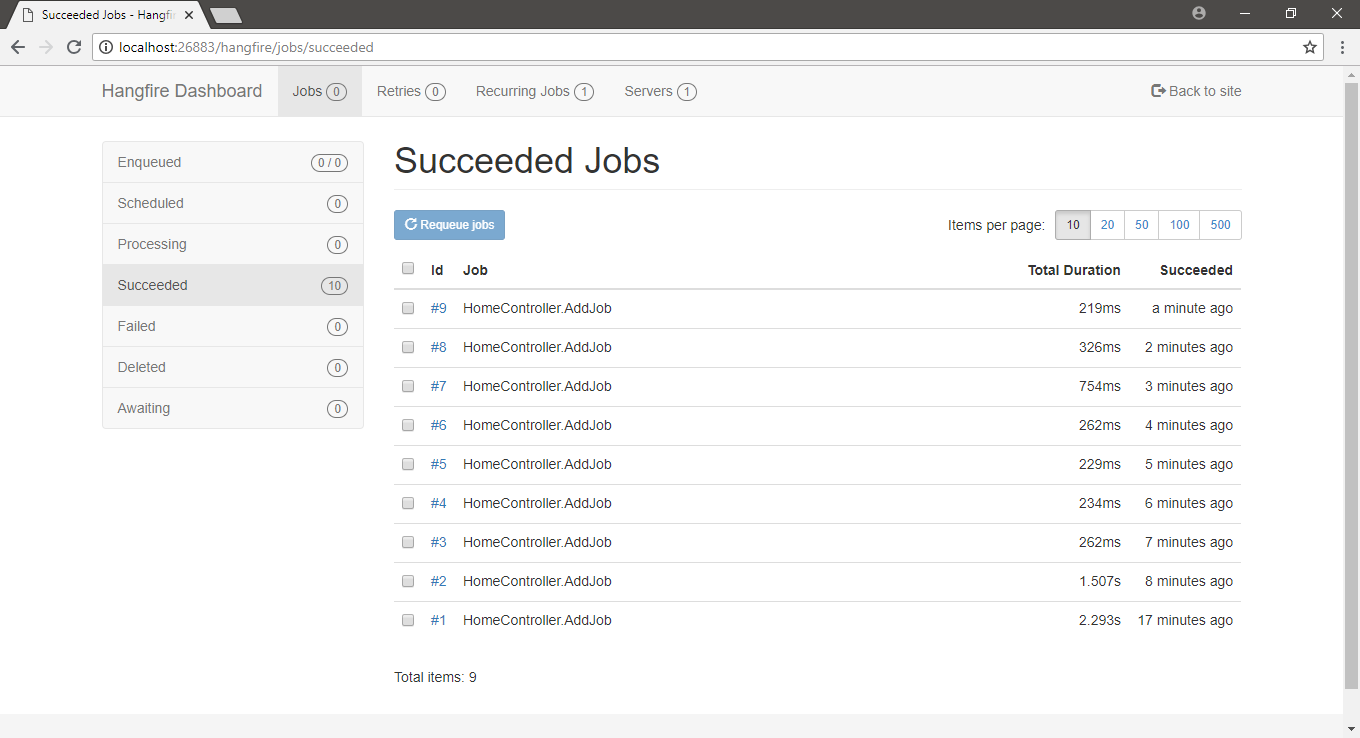 Succeeded Jobs - Hangfi
localhost:26883/hangfire/jobs/succeeded
Hangfire Dashboard Jobs 0 Retries 0 Recurring Jobs 1 Servers 1 Back to site
Enqueued 0 / 0
Scheduled 0
Processing 0
Succeeded 10
Failed 0
Deleted 0
Awaiting 0
Succeeded Jobs
Requeue jobs Items per page: 10 20 50 100 500
Id Job Total Duration Succeeded
#9 HomeController.AddJob 219ms a minute ago
#8 HomeController.AddJob 326ms 2 minutes ago
#7 HomeController.AddJob 754ms 3 minutes ago
#6 HomeController.AddJob 262ms 4 minutes ago
#5 HomeController.AddJob 229ms 5 minutes ago
#4 HomeController.AddJob 234ms 6 minutes ago
#3 HomeController.AddJob 262ms 7 minutes ago
#2 HomeController.AddJob 1.507s 8 minutes ago
#1 HomeController.AddJob 2.293s 17 minutes ago
Total items: 9